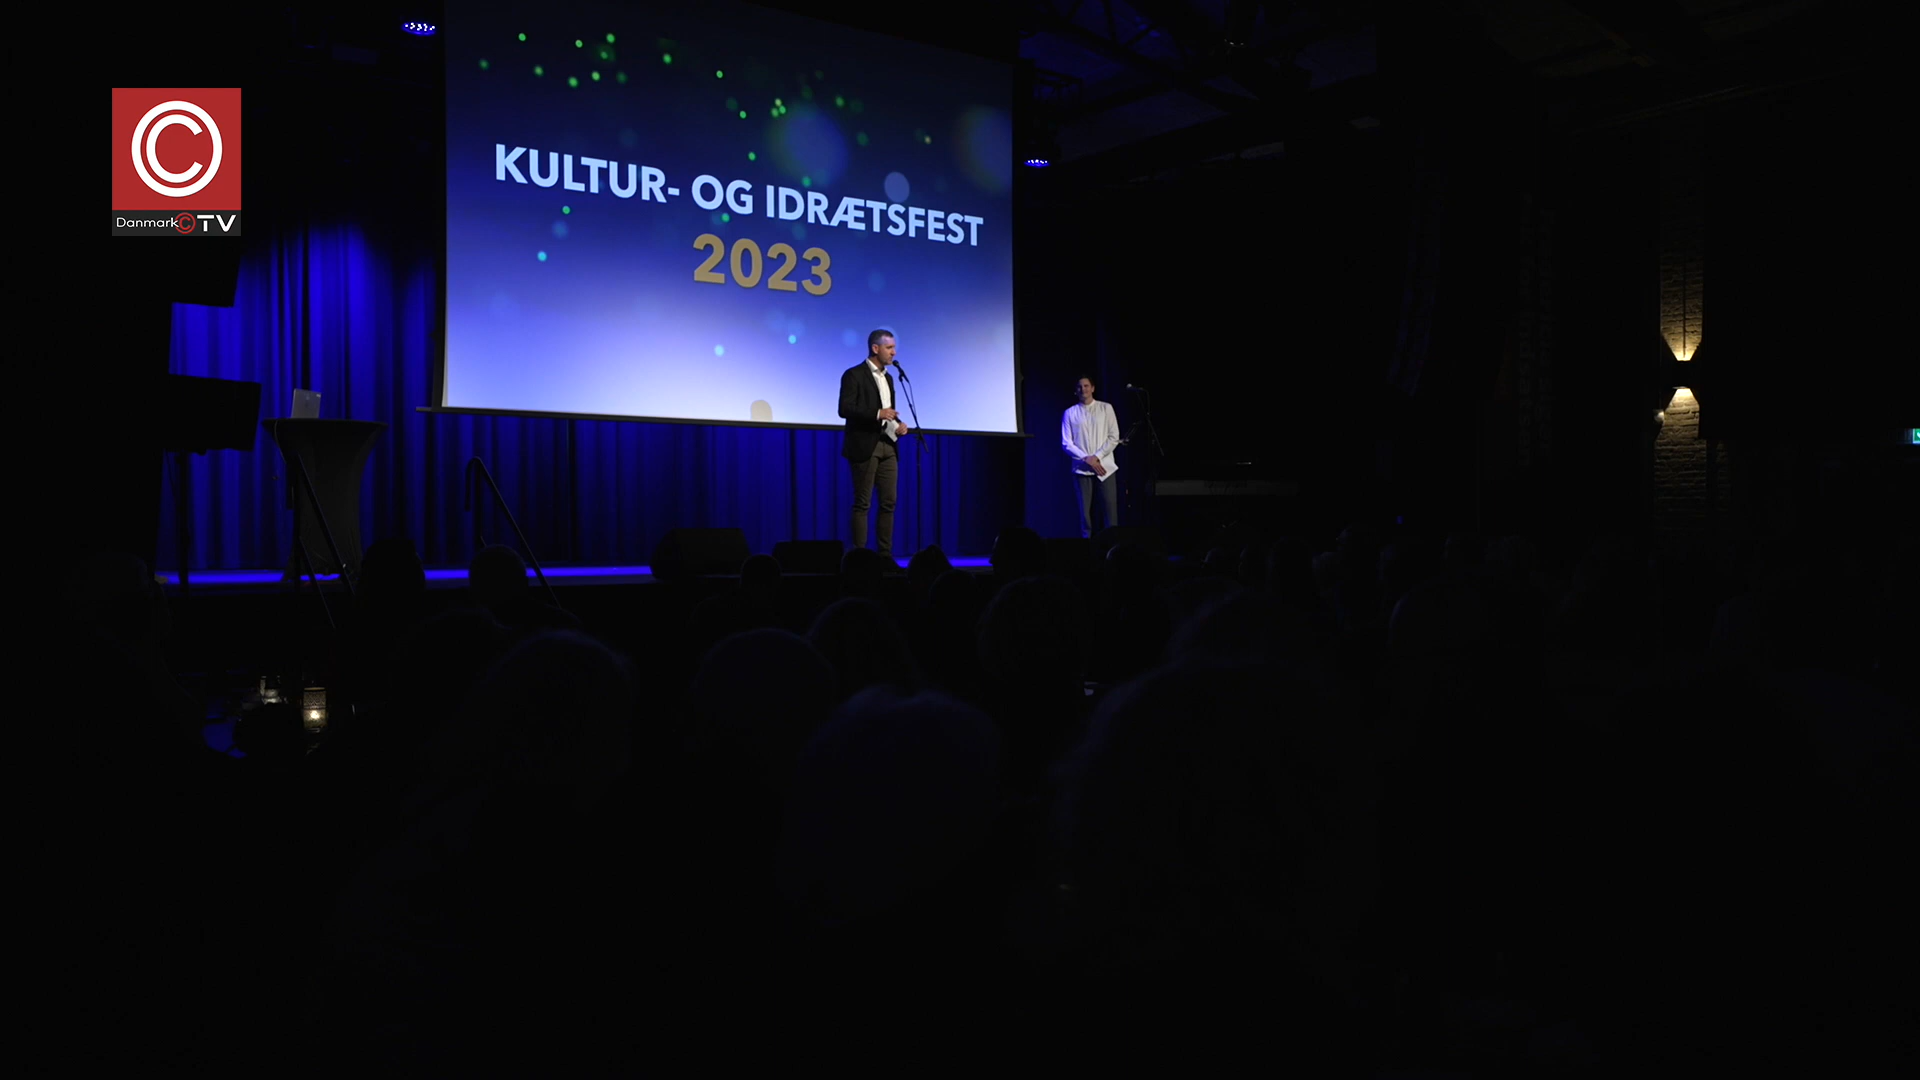 C
Danmark C TV
KULTUR- OG IDRÆTSFEST
2023